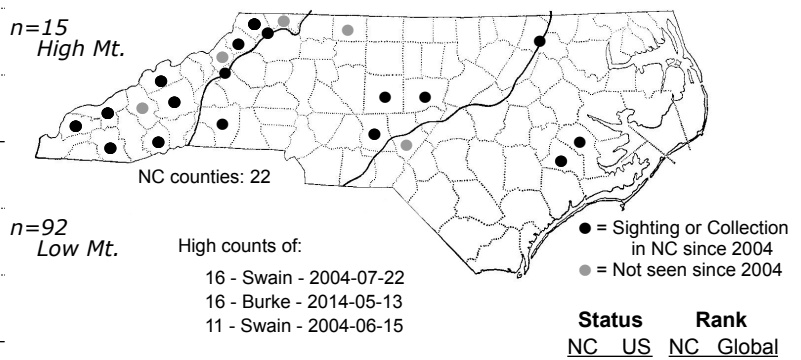 n=15
High Mt.
NC counties: 22
n=92
Low Mt.
High counts of:
16 - Swain - 2004-07-22
16 - Burke - 2014-05-13
11 - Swain - 2004-06-15
● = Sighting or Collection
in NC since 2004
● = Not seen since 2004
Status Rank
NC US NC Global